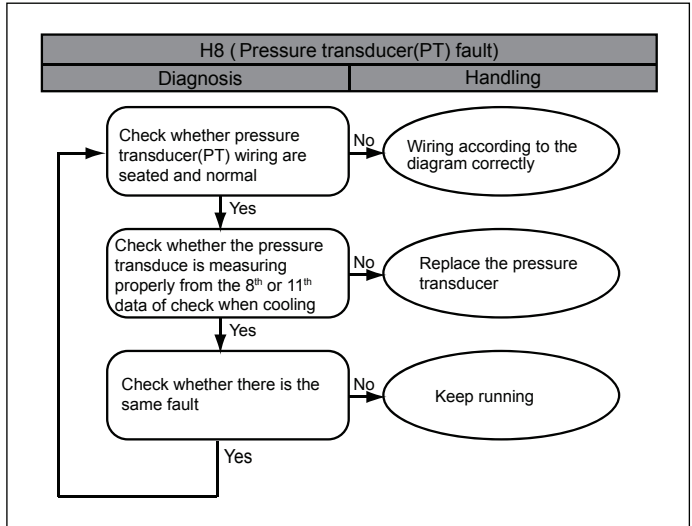 H8 ( Pressure transducer(PT) fault)
Diagnosis
Handling
Check whether pressure
transducer(PT) wiring are
seated and normal
No
Wiring according to the
diagram correctly
Yes
Check whether the pressure
transduce is measuring
properly from the 8th or 11th
data of check when cooling
No
Replace the pressure
transducer
Yes
Check whether there is the
same fault
No
Keep running
Yes